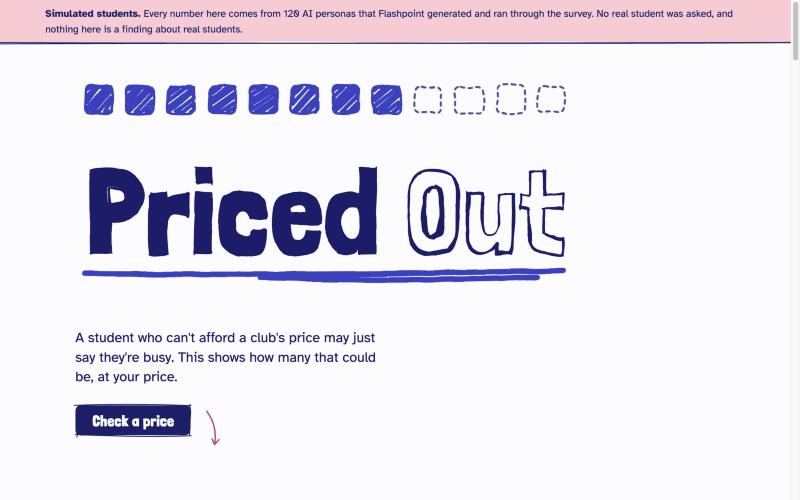 Simulated students. Every number here comes from 120 AI personas that Flashpoint generated and ran through the survey. No real student was asked, and
nothing here is a finding about real students.
Priced Out
A student who can't afford a club's price may just
say they're busy. This shows how many that could
be, at your price.
Check a price